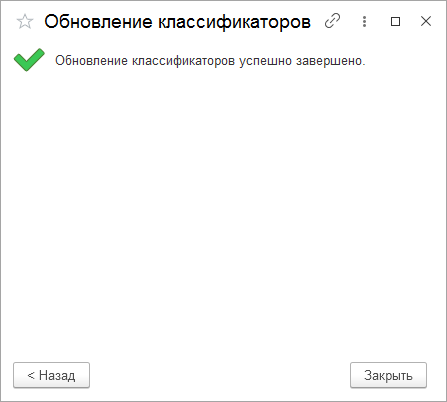 Обновление классификаторов
Обновление классификаторов успешно завершено.
< Назад
Закрыть